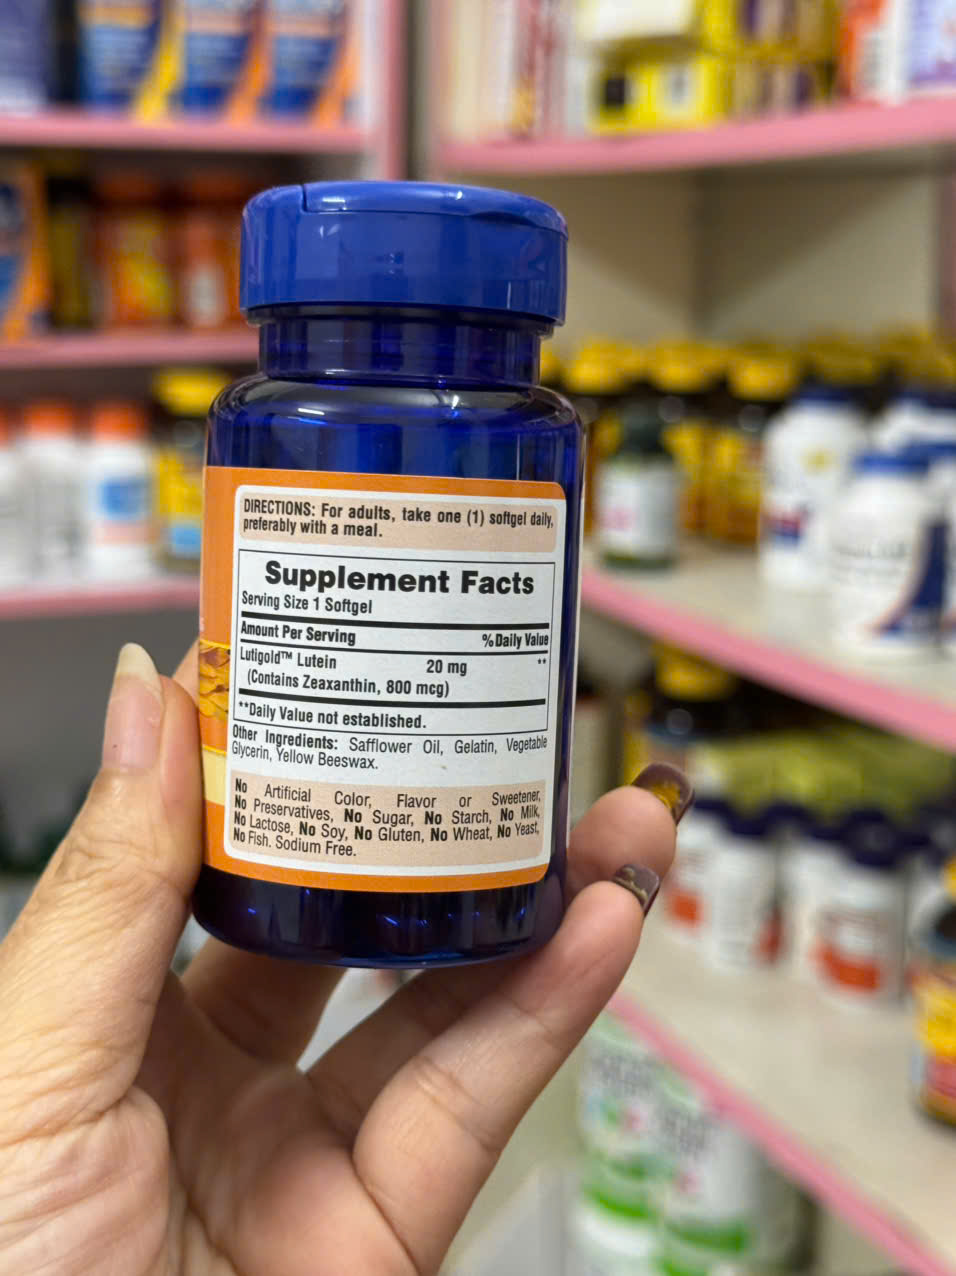 DIRECTIONS: For adults, take one (1) softgel daily,
preferably with a meal.
Supplement Facts
Serving Size 1 Softgel
Amount Per Serving %Daily Value
Lutigold™ Lutein 20 mg **
(Contains Zeaxanthin, 800 mcg)
**Daily Value not established.
Other Ingredients: Safflower Oil, Gelatin, Vegetable
Glycerin, Yellow Beeswax.
No Artificial Color, Flavor or Sweetener,
No Preservatives, No Sugar, No Starch, No Milk,
No Lactose, No Soy, No Gluten, No Wheat, No Yeast,
No Fish. Sodium Free.